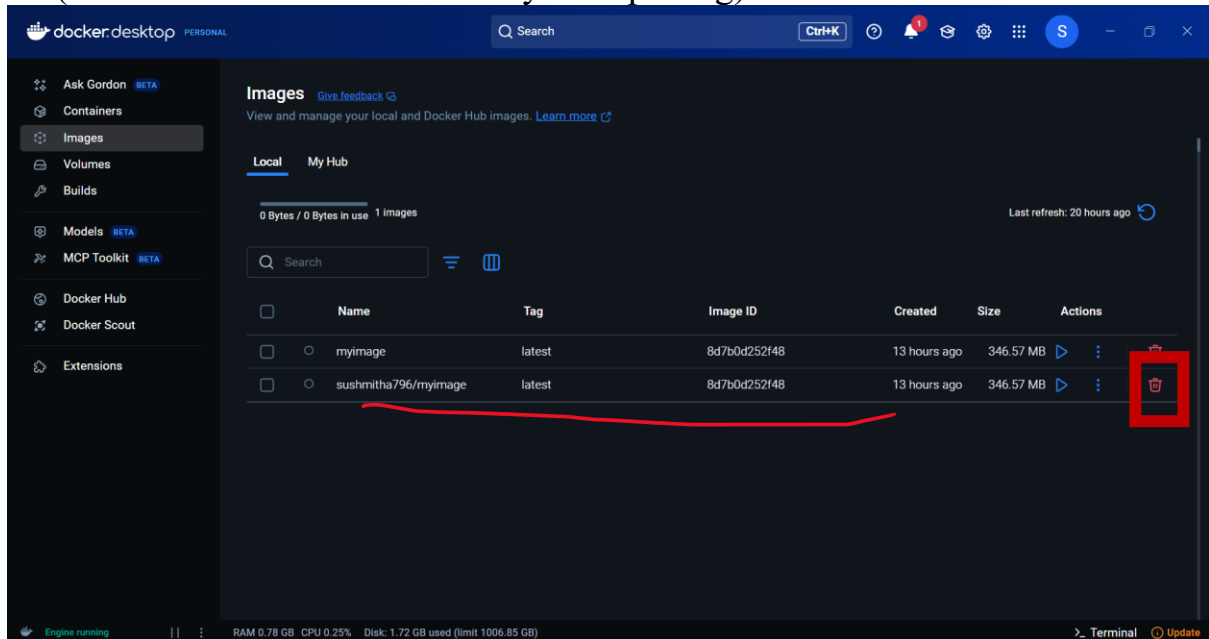 docker.desktop PERSONAL
Search
Ctrl+K
1
S
Ask Gordon BETA
Containers
Images
Volumes
Builds
Models BETA
MCP Toolkit BETA
Docker Hub
Docker Scout
Extensions
Images Give feedback
View and manage your local and Docker Hub images. Learn more
Local My Hub
0 Bytes / 0 Bytes in use 1 images
Last refresh: 20 hours ago
Search
Name Tag Image ID Created Size Actions
myimage latest 8d7b0d252f48 13 hours ago 346.57 MB
sushmitha796/myimage latest 8d7b0d252f48 13 hours ago 346.57 MB
Engine running
RAM 0.78 GB CPU 0.25% Disk: 1.72 GB used (limit 1006.85 GB)
>_ Terminal
Update